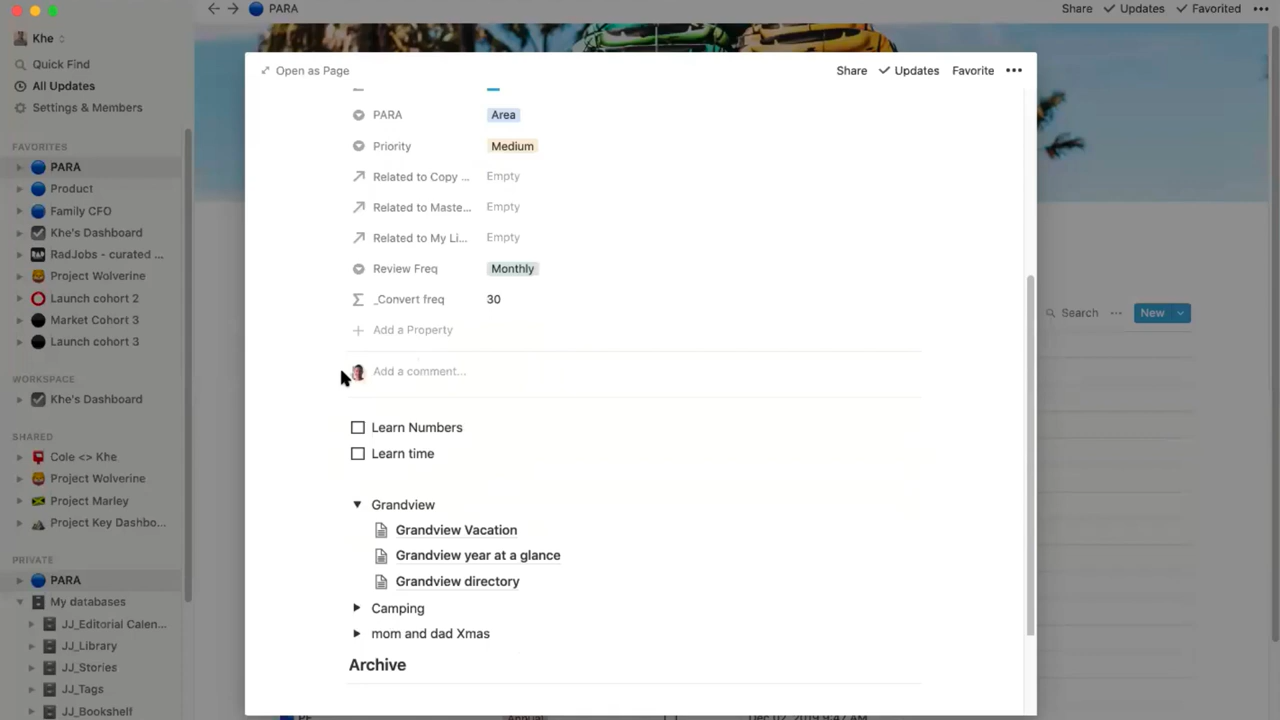 PARA
Share
Updates
Favorited
Khe
Quick Find
All Updates
Settings & Members
FAVORITES
PARA
Product
Family CFO
Khe's Dashboard
RadJobs - curated ...
Project Wolverine
Launch cohort 2
Market Cohort 3
Launch cohort 3
WORKSPACE
Khe's Dashboard
SHARED
Cole <> Khe
Project Wolverine
Project Marley
Project Key Dashbo...
PRIVATE
PARA
My databases
JJ_Editorial Calen...
JJ_Library
JJ_Stories
JJ_Tags
JJ_Bookshelf
Open as Page
Share
Updates
Favorite
PARA Area
Priority Medium
Related to Copy ... Empty
Related to Maste... Empty
Related to My Li... Empty
Review Freq Monthly
_Convert freq 30
Add a Property
Add a comment...
Learn Numbers
Learn time
Grandview
Grandview Vacation
Grandview year at a glance
Grandview directory
Camping
mom and dad Xmas
Archive
Search
New